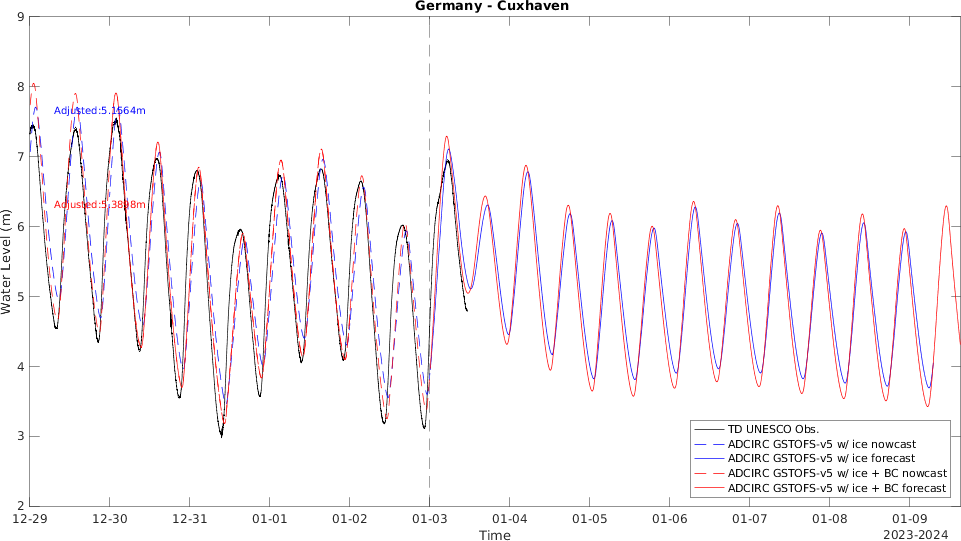 Germany - Cuxhaven
9
8
7
6
5
4
3
2
Water Level (m)
Adjusted:5.1564m
Adjusted:5.3898m
TD UNESCO Obs.
ADCIRC GSTOFS-v5 w/ ice nowcast
ADCIRC GSTOFS-v5 w/ ice forecast
ADCIRC GSTOFS-v5 w/ ice + BC nowcast
ADCIRC GSTOFS-v5 w/ ice + BC forecast
12-29 12-30 12-31 01-01 01-02 01-03 01-04 01-05 01-06 01-07 01-08 01-09
Time
2023-2024